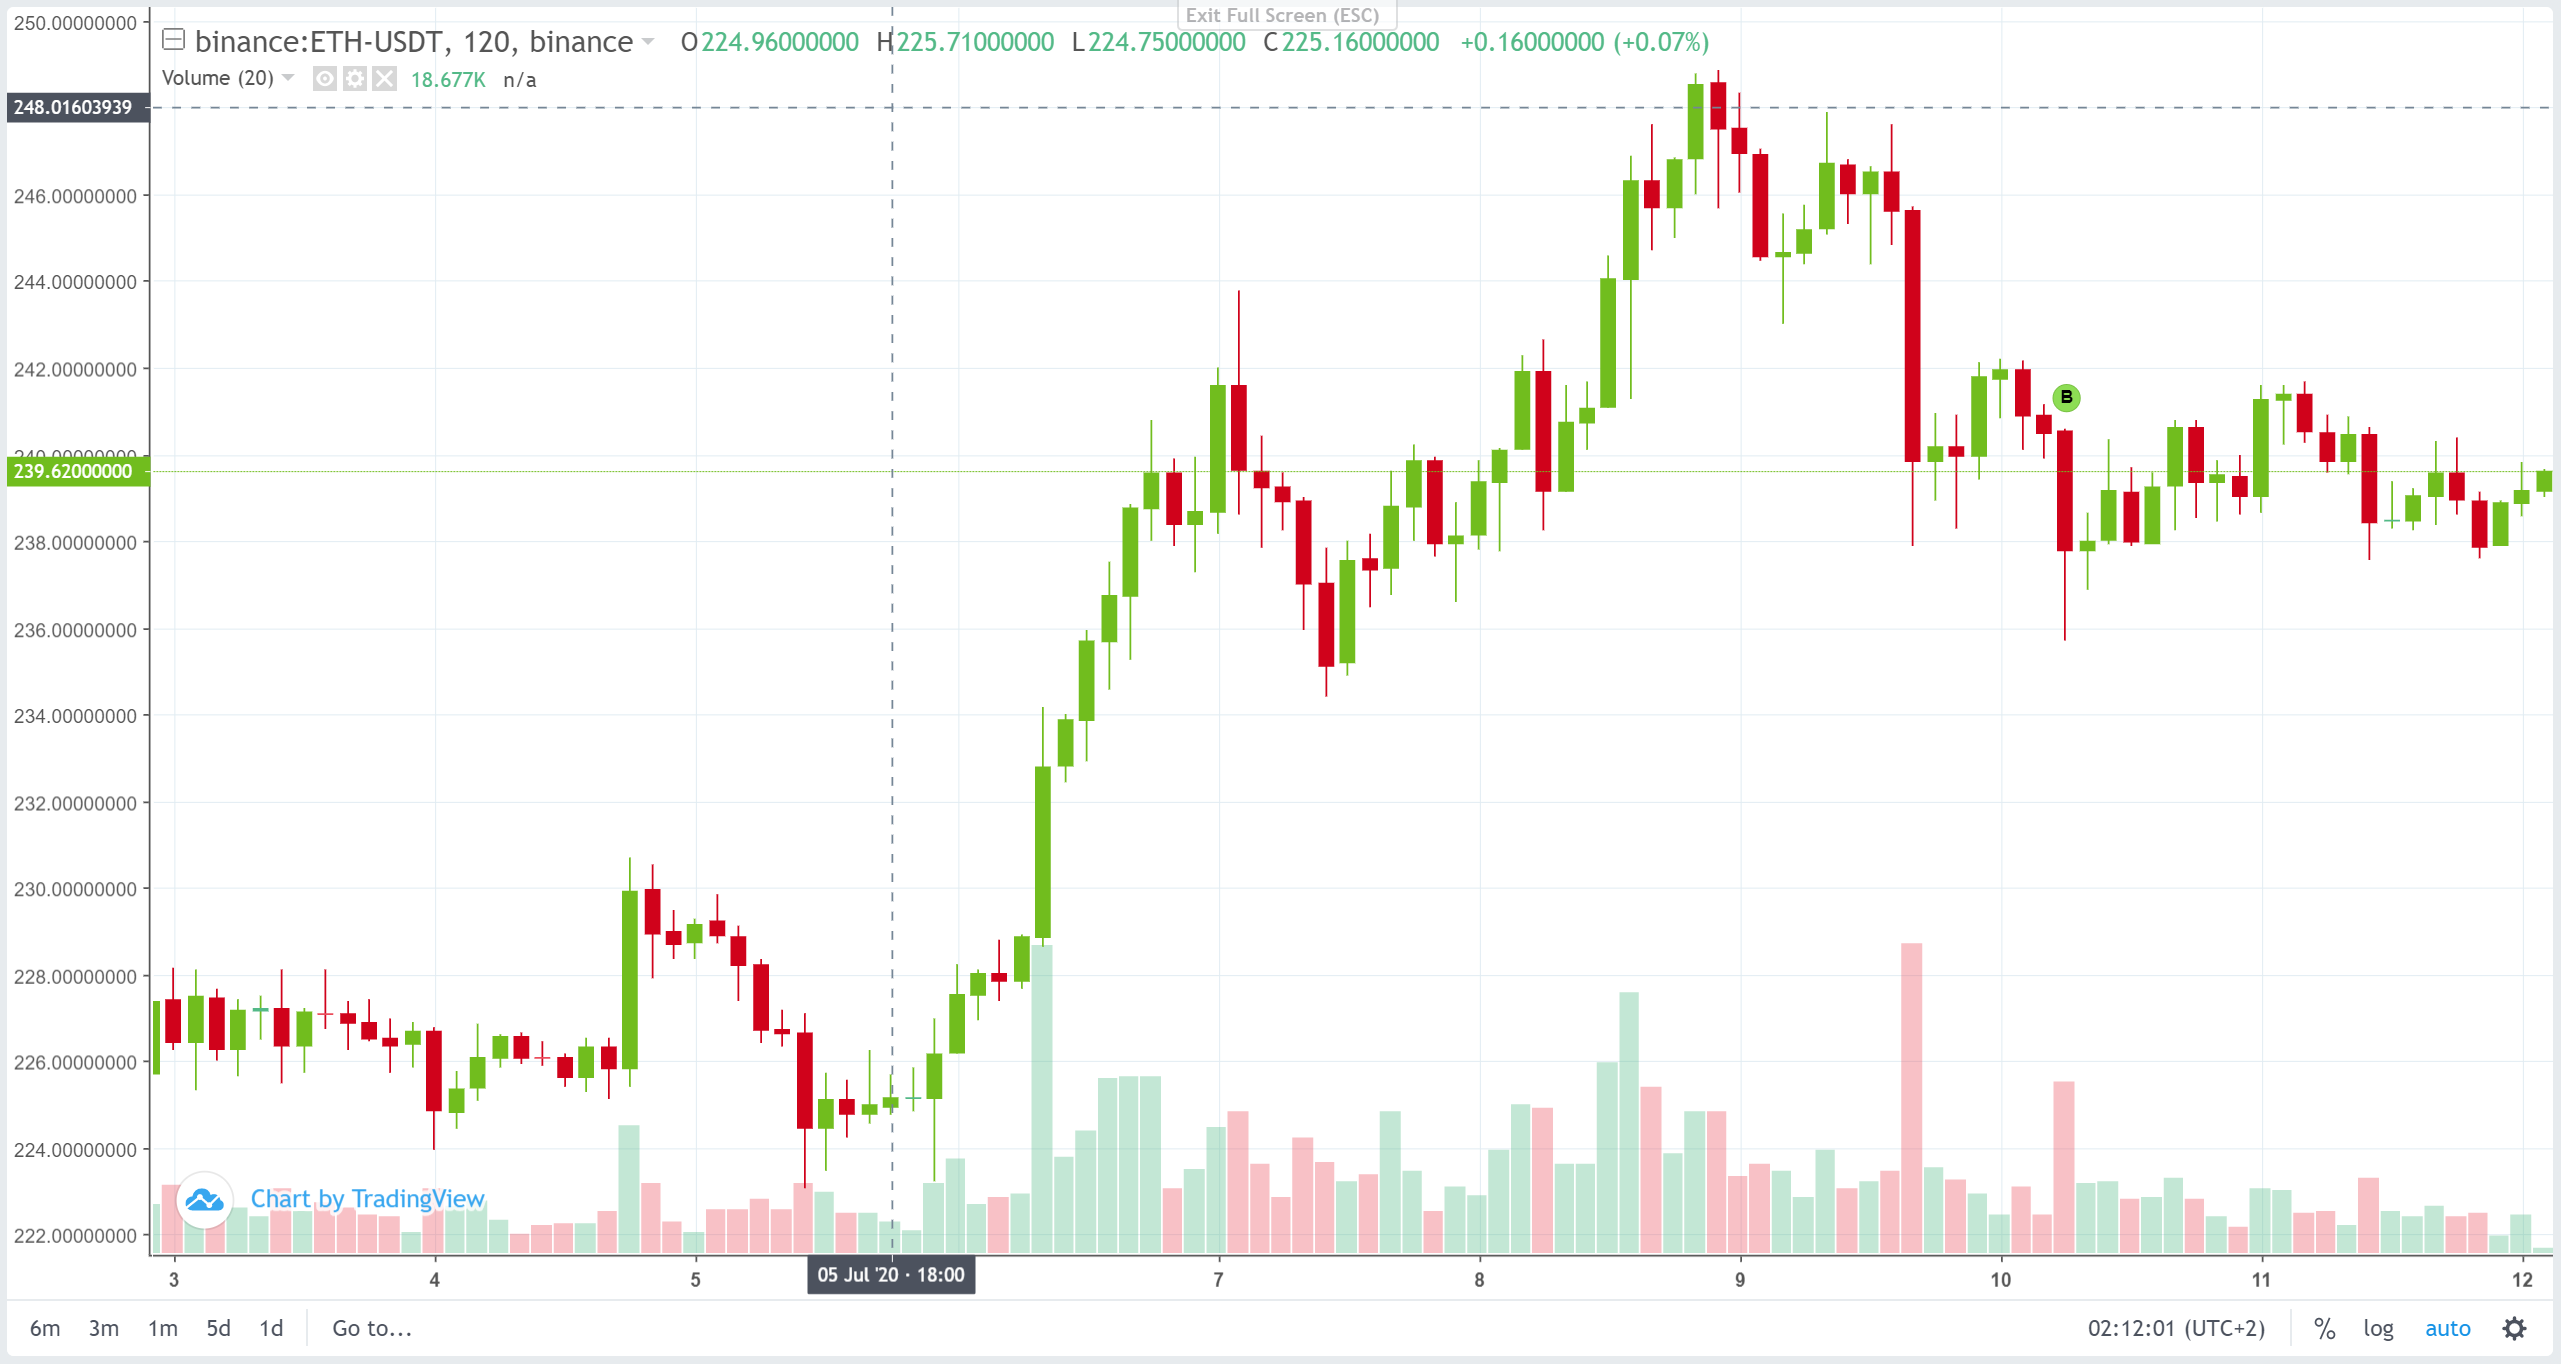 Exit Full Screen (ESC)
250.00000000
binance:ETH-USDT, 120, binance O224.96000000 H225.71000000 L224.75000000 C225.16000000 +0.16000000 (+0.07%)
Volume (20) 18.677K n/a
248.01603939
246.00000000
244.00000000
242.00000000
B
240.00000000
239.62000000
238.00000000
236.00000000
234.00000000
232.00000000
230.00000000
228.00000000
226.00000000
224.00000000
Chart by TradingView
222.00000000
3 4 5 05 Jul '20 · 18:00 7 8 9 10 11 12
6m 3m 1m 5d 1d Go to... 02:12:01 (UTC+2) % log auto